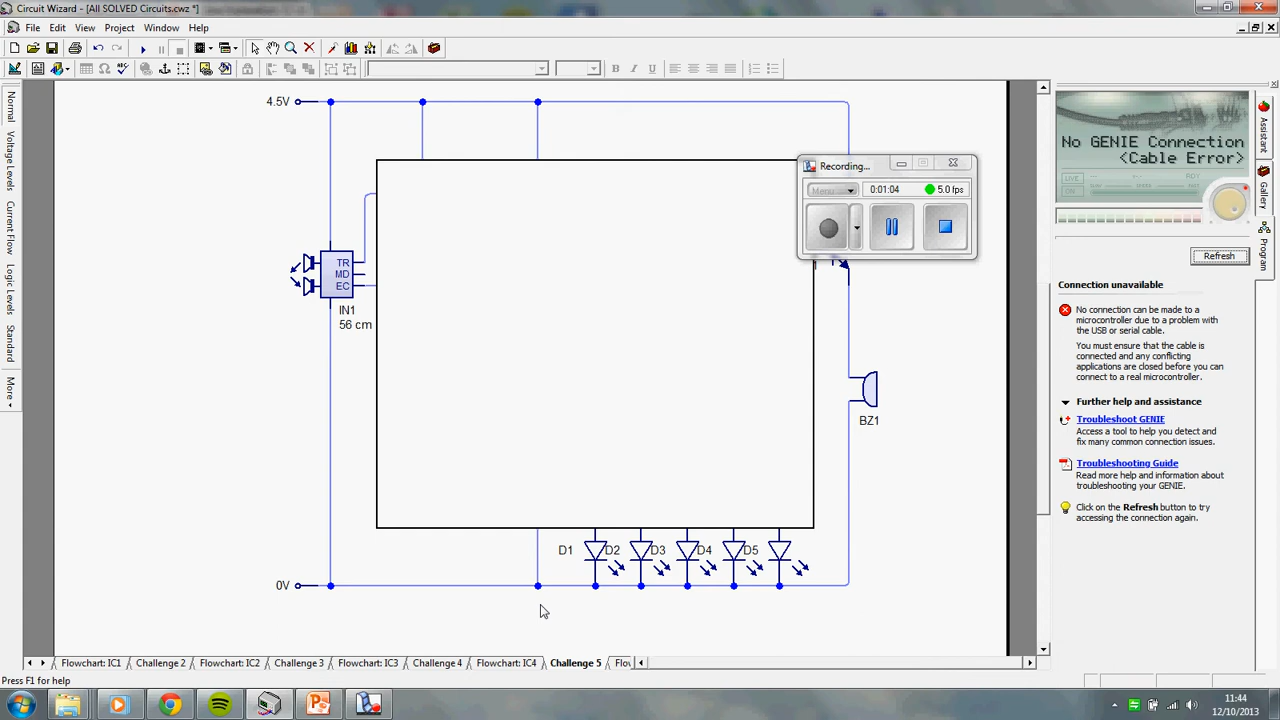 Circuit Wizard - [All SOLVED Circuits.cwz *]
File Edit View Project Window Help
Normal
Voltage Levels
Current Flow
Logic Levels
Standard
More
4.5V
TR
MD
EC
IN1
56 cm
Recording...
Menu
0:01:04
5.0 fps
BZ1
D1
D2
D3
D4
D5
0V
No GENIE Connection
<Cable Error>
Assistant
Gallery
Program
Refresh
Connection unavailable
No connection can be made to a
microcontroller due to a problem with
the USB or serial cable.
You must ensure that the cable is
connected and any conflicting
applications are closed before you can
connect to a real microcontroller.
Further help and assistance
Troubleshoot GENIE
Access a tool to help you detect and
fix many common connection issues.
Troubleshooting Guide
Read more help and information about
troubleshooting your GENIE.
Click on the Refresh button to try
accessing the connection again.
Flowchart: IC1 Challenge 2 Flowchart: IC2 Challenge 3 Flowchart: IC3 Challenge 4 Flowchart: IC4 Challenge 5 Flov
Press F1 for help
11:44
12/10/2013